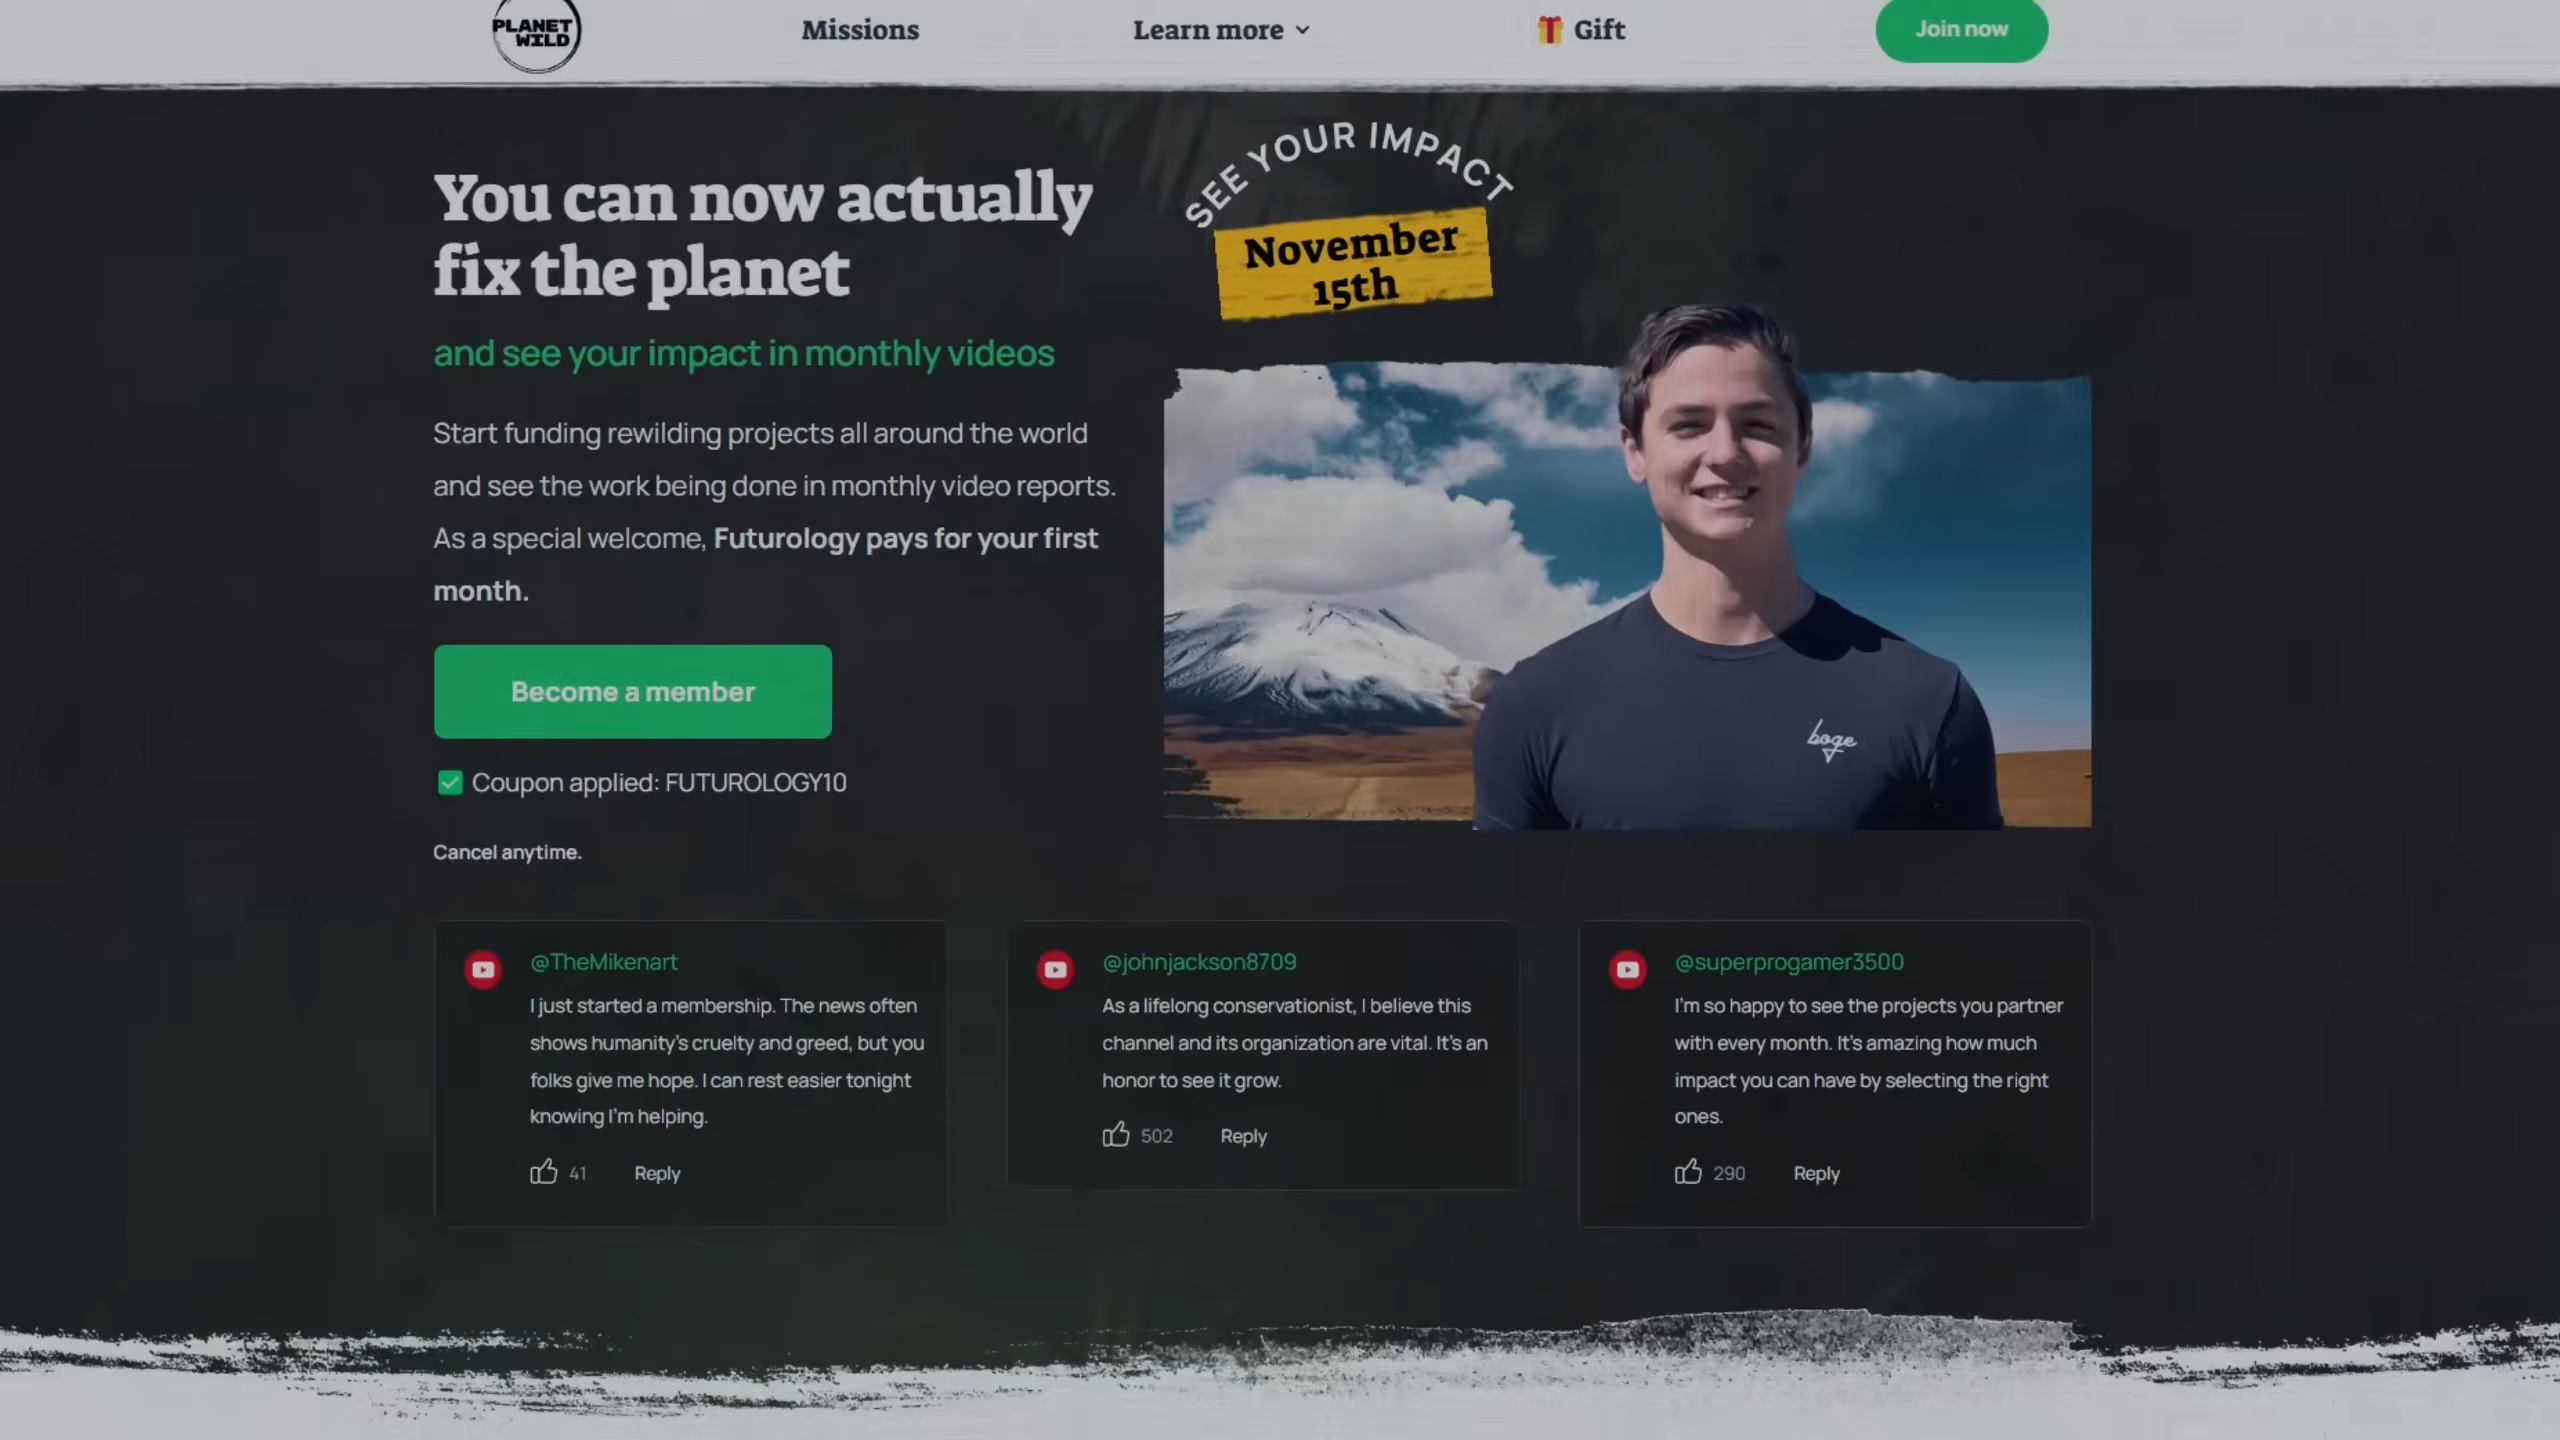 PLANET
WILD
Missions
Learn more
Gift
Join now
You can now actually
fix the planet
and see your impact in monthly videos
Start funding rewilding projects all around the world
and see the work being done in monthly video reports.
As a special welcome, Futurology pays for your first
month.
Become a member
Coupon applied: FUTUROLOGY10
Cancel anytime.
SEE YOUR IMPACT
November
15th
boge
@TheMikenart
I just started a membership. The news often
shows humanity's cruelty and greed, but you
folks give me hope. I can rest easier tonight
knowing I'm helping.
41 Reply
@johnjackson8709
As a lifelong conservationist, I believe this
channel and its organization are vital. It's an
honor to see it grow.
502 Reply
@superprogamer3500
I'm so happy to see the projects you partner
with every month. It's amazing how much
impact you can have by selecting the right
ones.
290 Reply